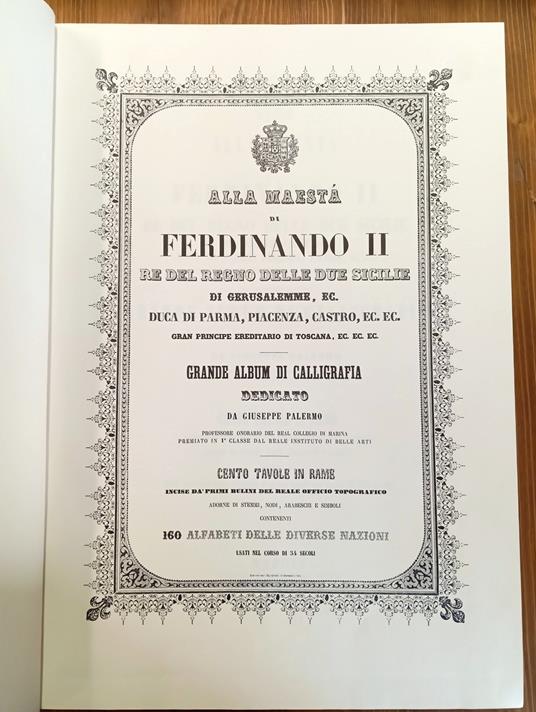 ALLA MAESTÁ
DI
FERDINANDO II
RE DEL REGNO DELLE DUE SICILIE
DI GERUSALEMME, EC.
DUCA DI PARMA, PIACENZA, CASTRO, EC. EC.
GRAN PRINCIPE EREDITARIO DI TOSCANA, EC. EC. EC.
GRANDE ALBUM DI CALLIGRAFIA
DEDICATO
DA GIUSEPPE PALERMO
PROFESSORE ONORARIO DEL REAL COLLEGIO DI MARINA
PREMIATO IN 1ª CLASSE DAL REALE INSTITUTO DI BELLE ARTI
CENTO TAVOLE IN RAME
INCISE DA' PRIMI BULINI DEL REALE OFFICIO TOPOGRAFICO
ADORNE DI STEMMI, NODI, ARABESCHI E SIMBOLI
CONTENENTI
160 ALFABETI DELLE DIVERSE NAZIONI
USATI NEL CORSO DI 34 SECOLI